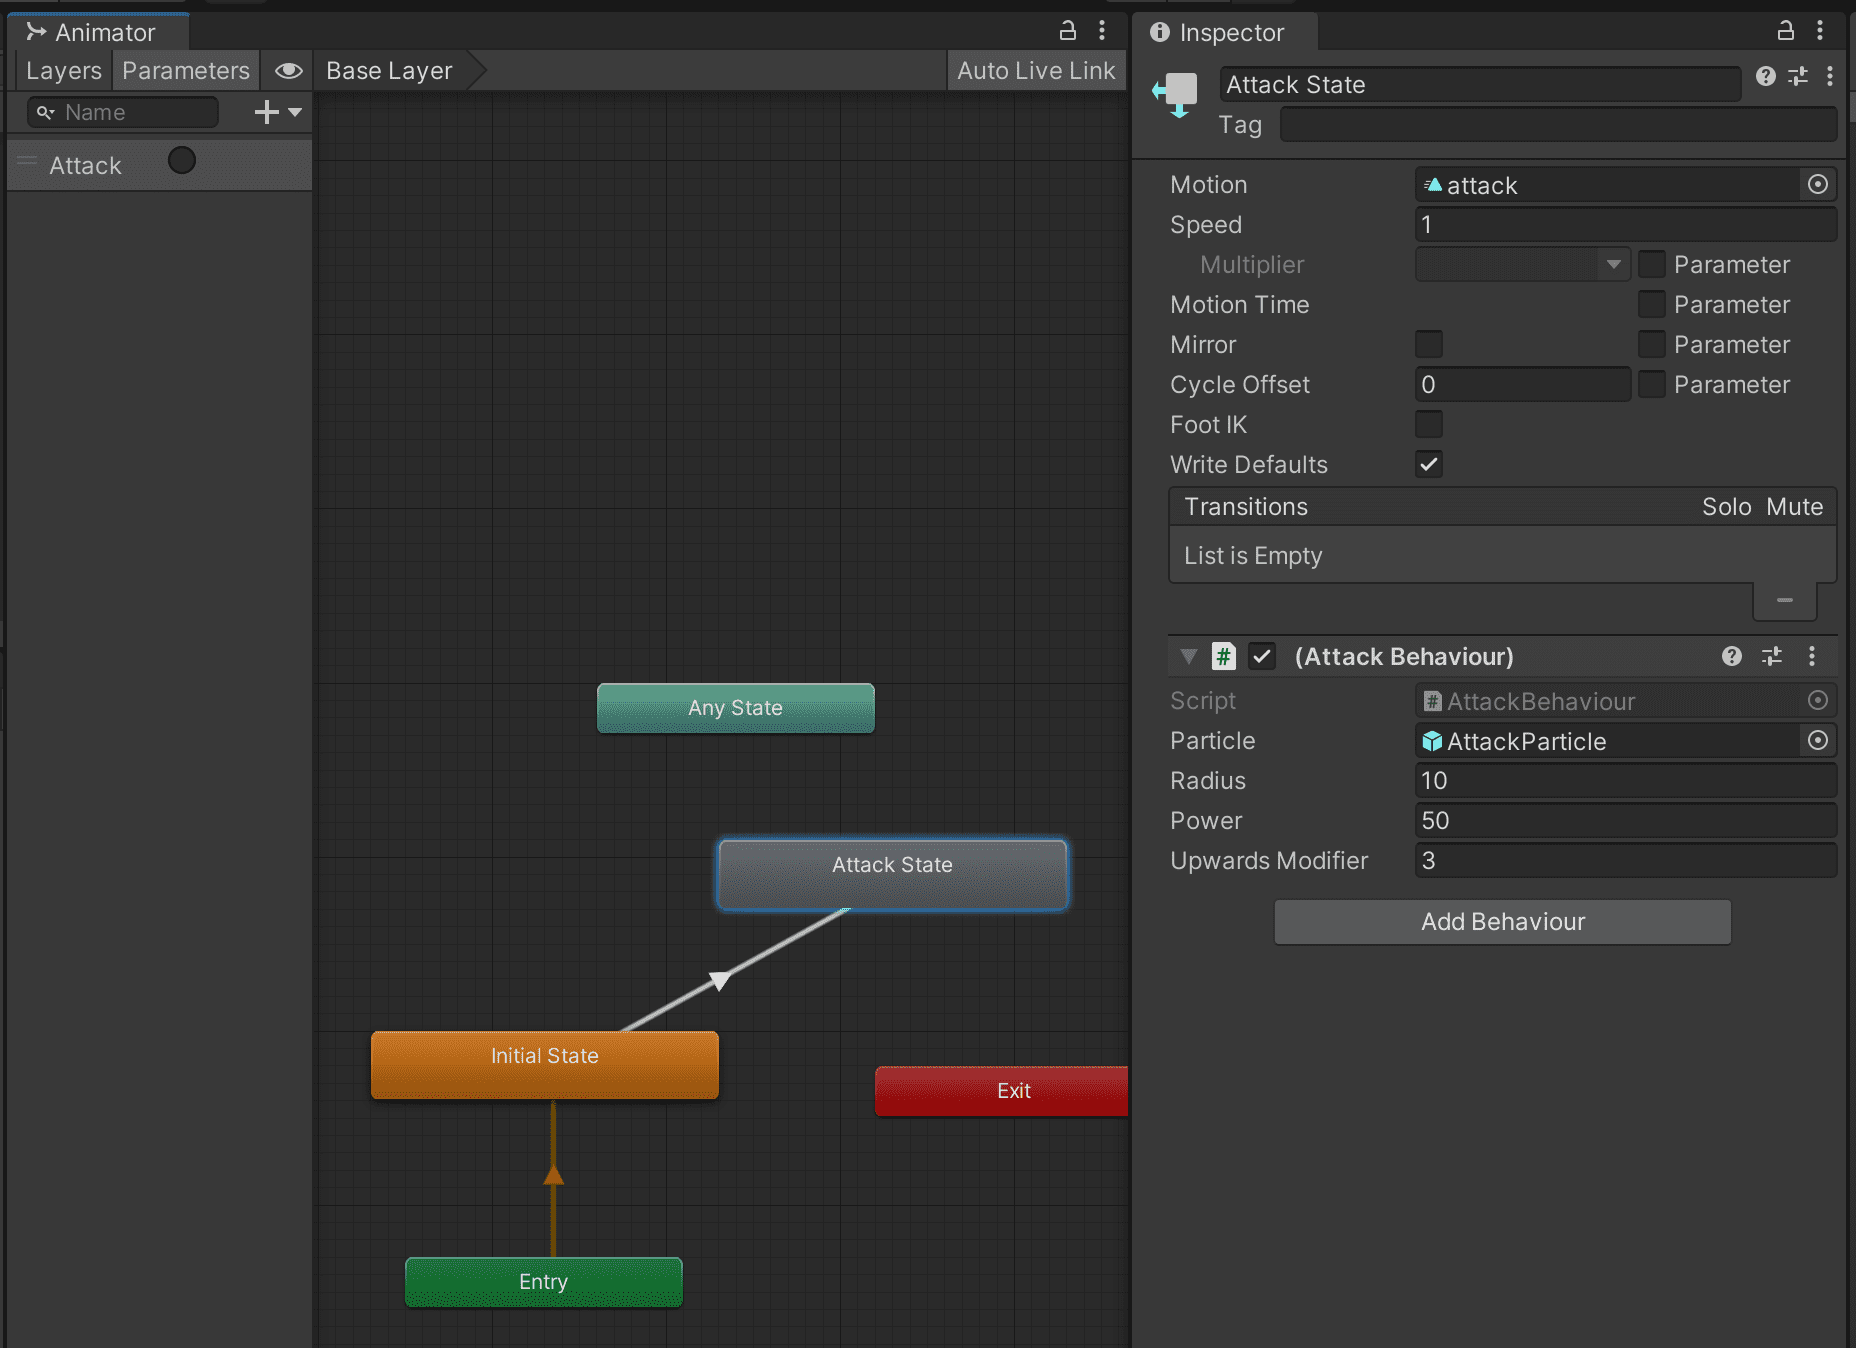 Animator
Layers Parameters Base Layer Auto Live Link
Name
Attack
Any State
Attack State
Initial State
Exit
Entry
Inspector
Attack State
Tag
Motion attack
Speed 1
Multiplier Parameter
Motion Time Parameter
Mirror Parameter
Cycle Offset 0 Parameter
Foot IK
Write Defaults
Transitions Solo Mute
List is Empty
# (Attack Behaviour)
Script # AttackBehaviour
Particle AttackParticle
Radius 10
Power 50
Upwards Modifier 3
Add Behaviour